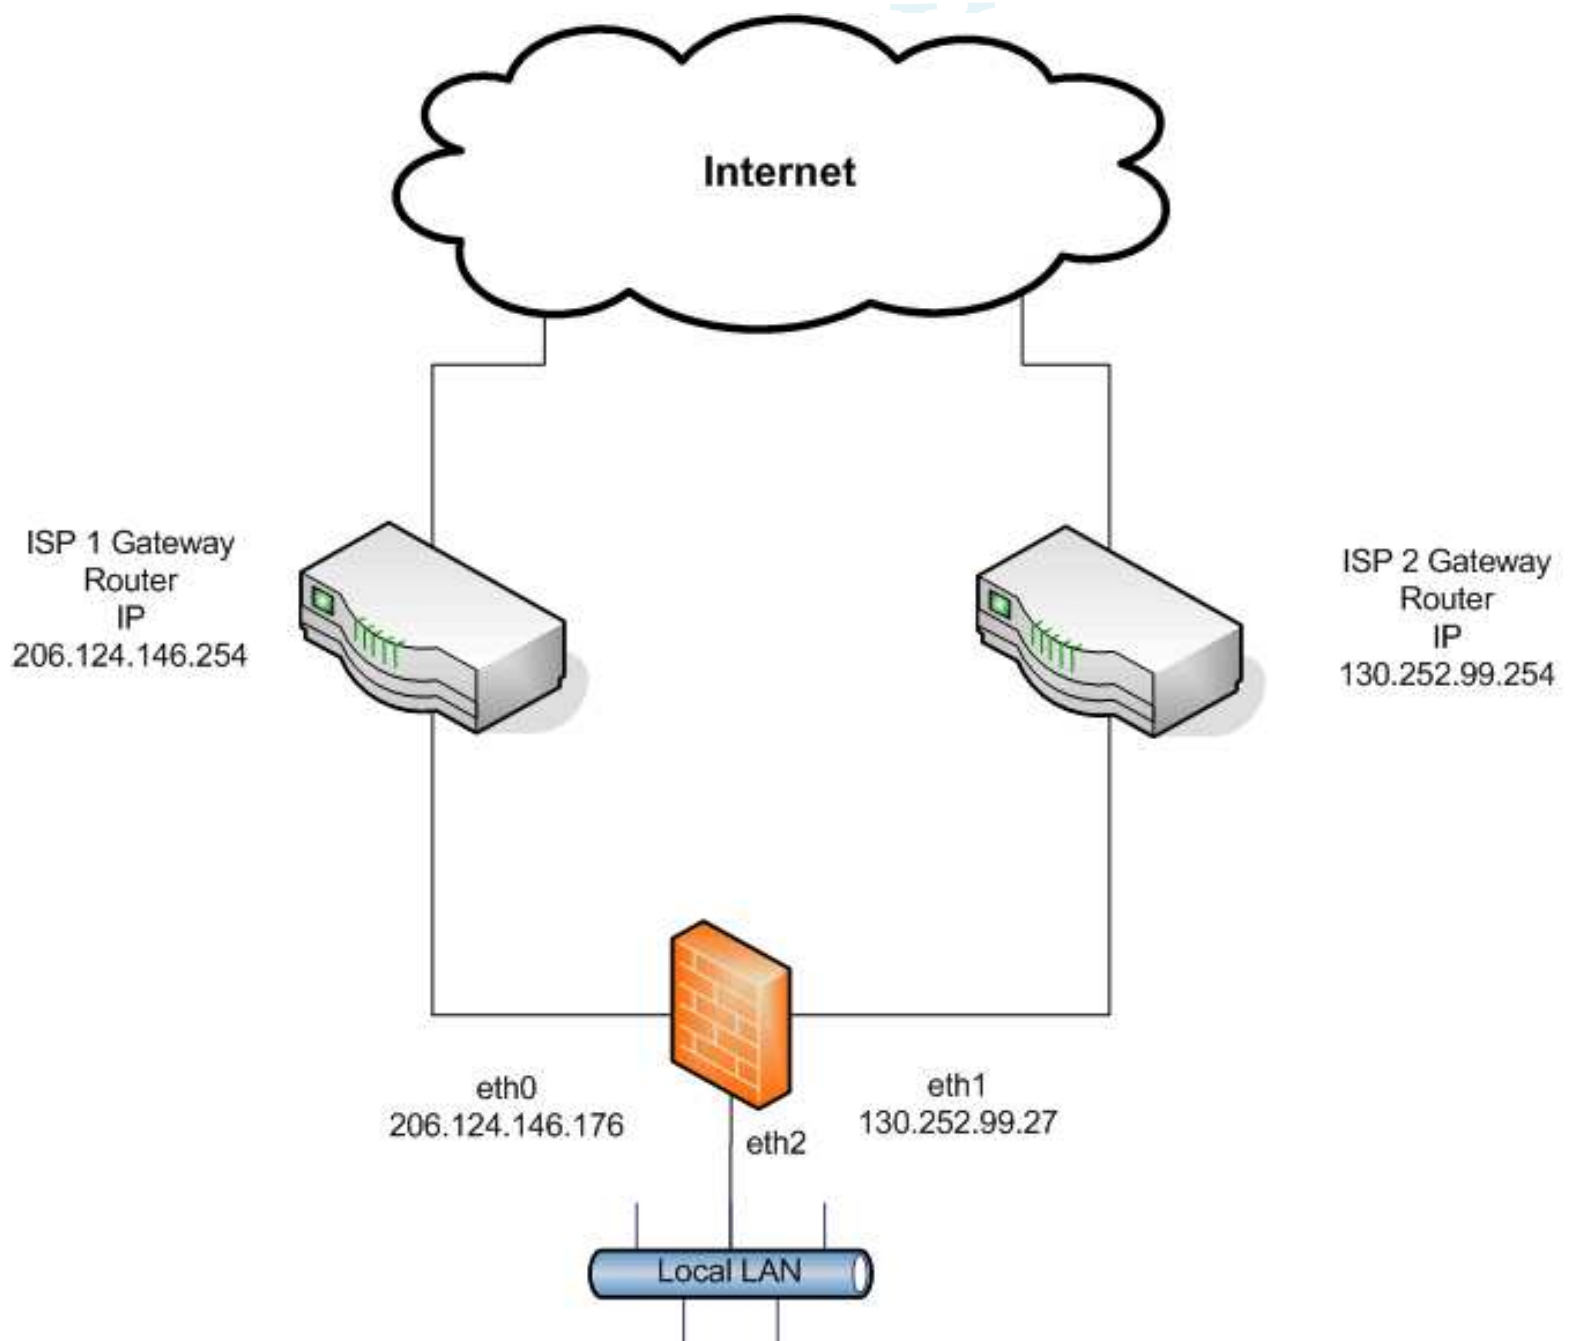 Internet
ISP 1 Gateway
Router
IP
206.124.146.254
ISP 2 Gateway
Router
IP
130.252.99.254
eth0
206.124.146.176
eth1
130.252.99.27
eth2
Local LAN